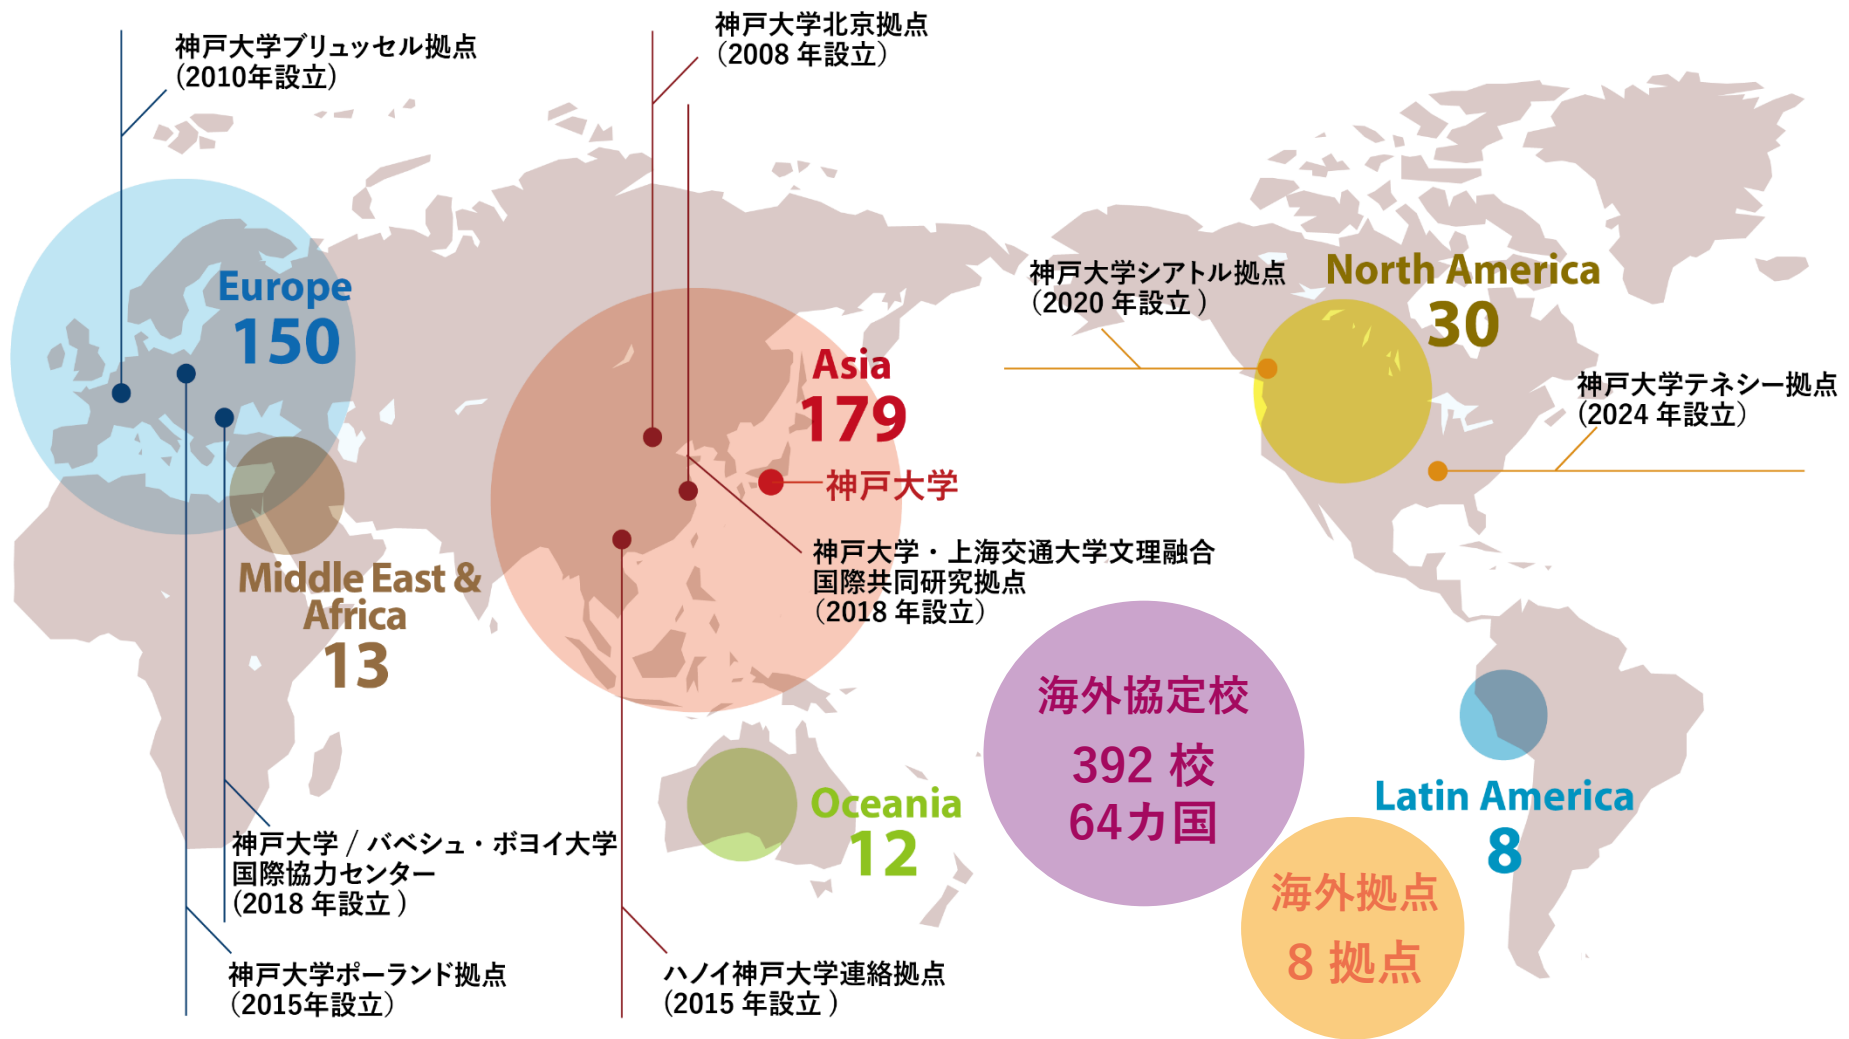 神戸大学ブリュッセル拠点
(2010年設立)
神戸大学北京拠点
(2008 年設立)
Europe
150
Asia
179
神戸大学
神戸大学シアトル拠点
(2020 年設立 )
North America
30
神戸大学テネシー拠点
(2024 年設立)
Middle East &
Africa
13
神戸大学・上海交通大学文理融合
国際共同研究拠点
(2018 年設立)
海外協定校
392 校
64カ国
Oceania
12
Latin America
8
海外拠点
8 拠点
神戸大学 / バベシュ・ボヨイ大学
国際協力センター
(2018 年設立 )
神戸大学ポーランド拠点
(2015年設立)
ハノイ神戸大学連絡拠点
(2015 年設立 )